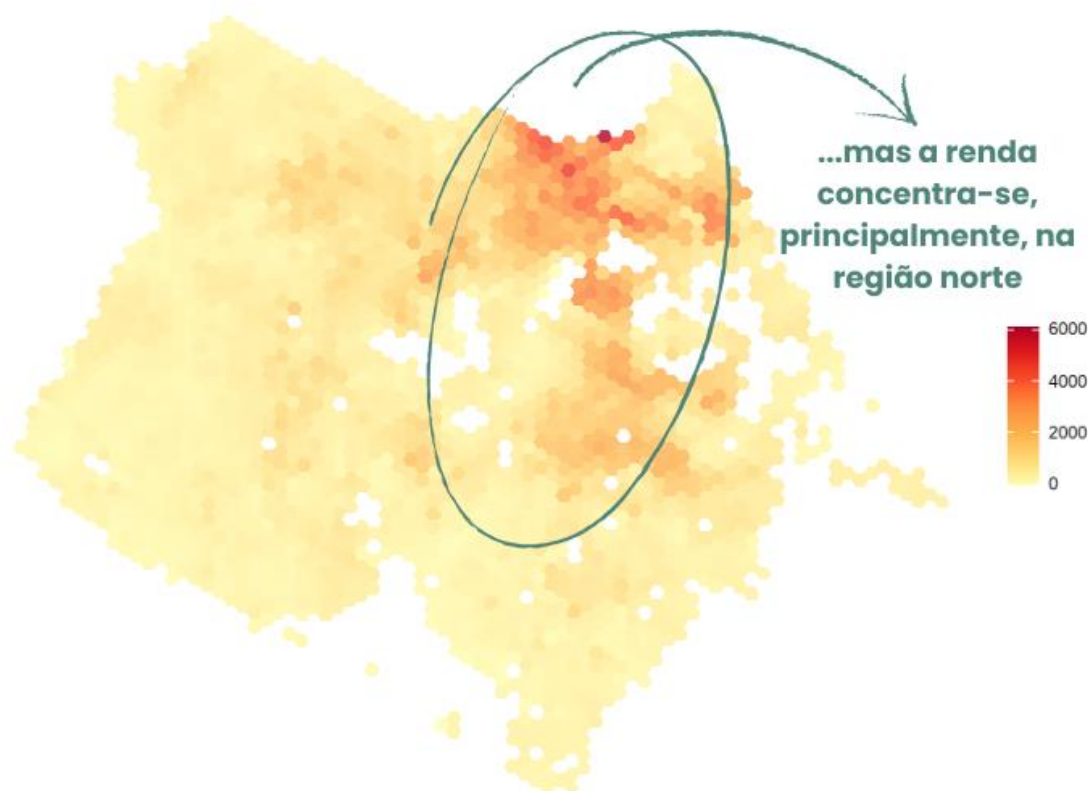 ...mas a renda
concentra-se,
principalmente, na
região norte
6000
4000
2000
0